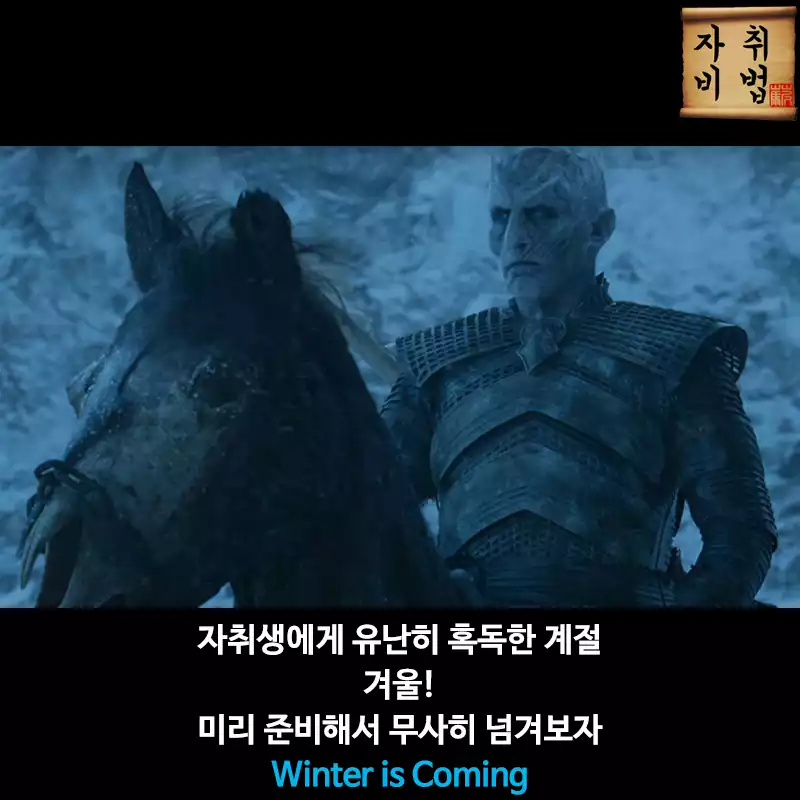 자취
비법
자취생에게 유난히 혹독한 계절
겨울!
미리 준비해서 무사히 넘겨보자
Winter is Coming